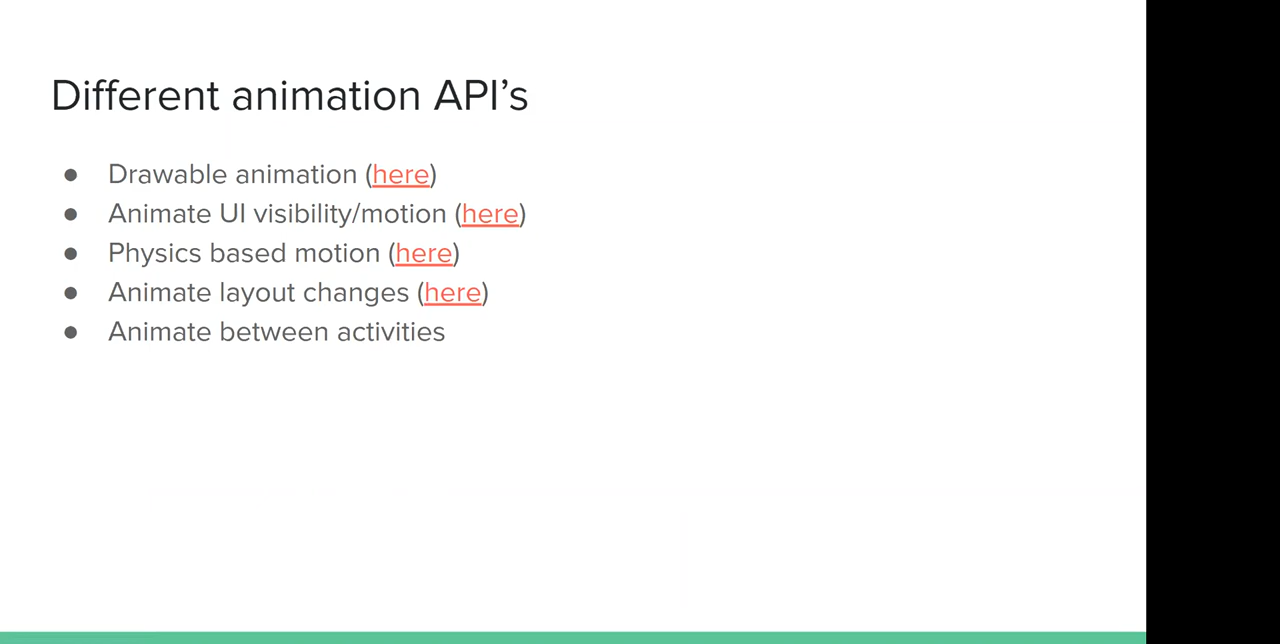 Different animation API’s
● Drawable animation (here)
● Animate UI visibility/motion (here)
● Physics based motion (here)
● Animate layout changes (here)
● Animate between activities